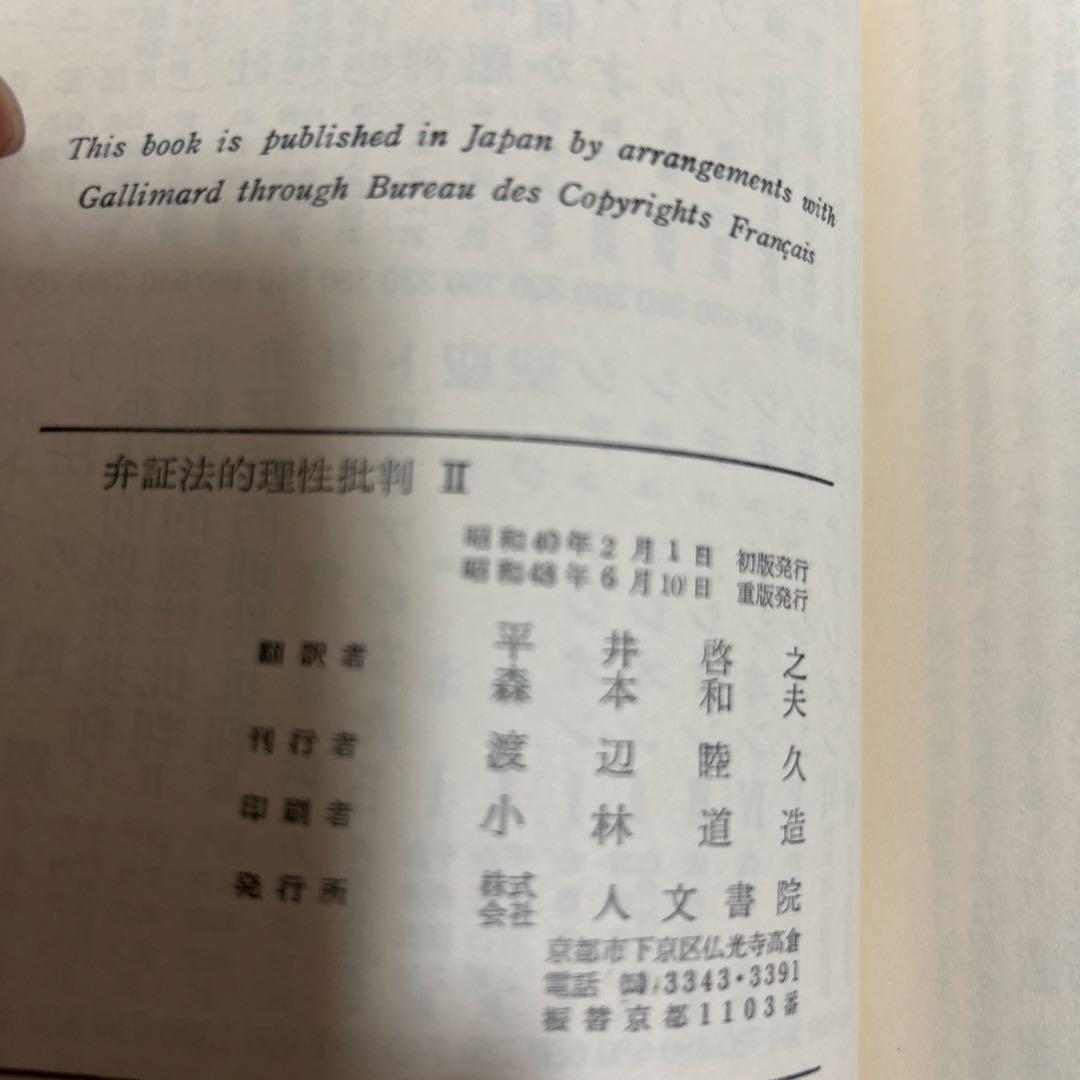 This book is published in Japan by arrangements with
Gallimard through Bureau des Copyrights Français
弁証法的理性批判 II
昭和40年2月1日 初版発行
昭和48年6月10日 重版発行
翻訳者 平井啓之
森本和夫
刊行者 渡辺睦久
印刷者 小林道造
発行所 株式会社 人文書院
京都市下京区仏光寺高倉
電話 3343・3391
振替京都1103番